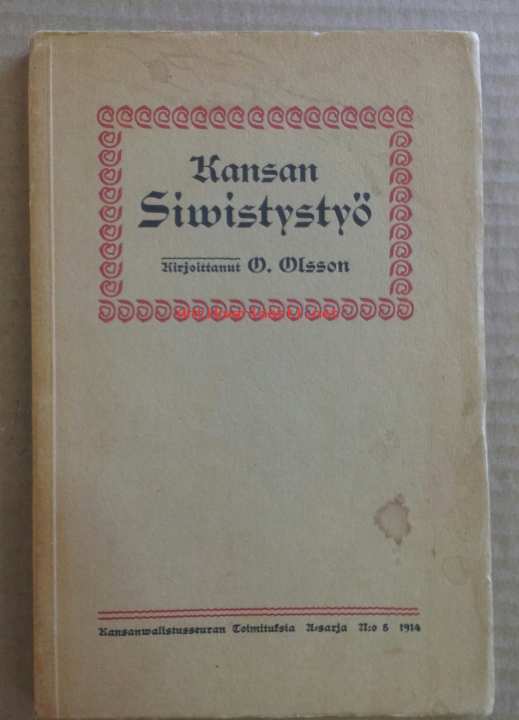 Kansan
Siwistystyö
Kirjoittanut O. Olsson
Kansanwalistusseuran Toimituksia A-sarja N:o 5 1914